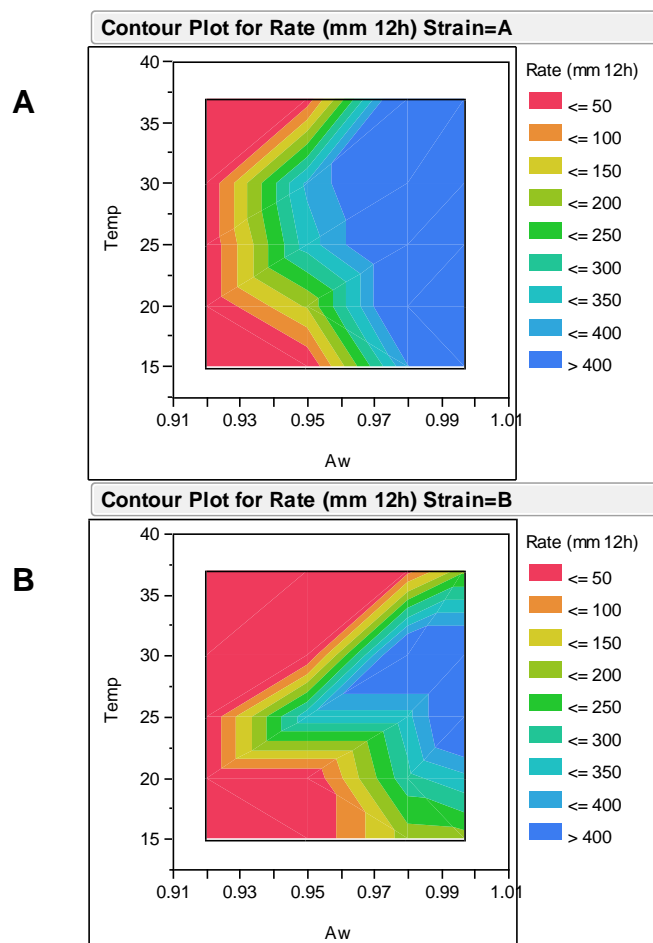 Contour Plot for Rate (mm 12h) Strain=A
A
40
35
30
25
20
15
Temp
0.91 0.93 0.95 0.97 0.99 1.01
Aw
Rate (mm 12h)
<= 50
<= 100
<= 150
<= 200
<= 250
<= 300
<= 350
<= 400
> 400
Contour Plot for Rate (mm 12h) Strain=B
B
40
35
30
25
20
15
Temp
0.91 0.93 0.95 0.97 0.99 1.01
Aw
Rate (mm 12h)
<= 50
<= 100
<= 150
<= 200
<= 250
<= 300
<= 350
<= 400
> 400